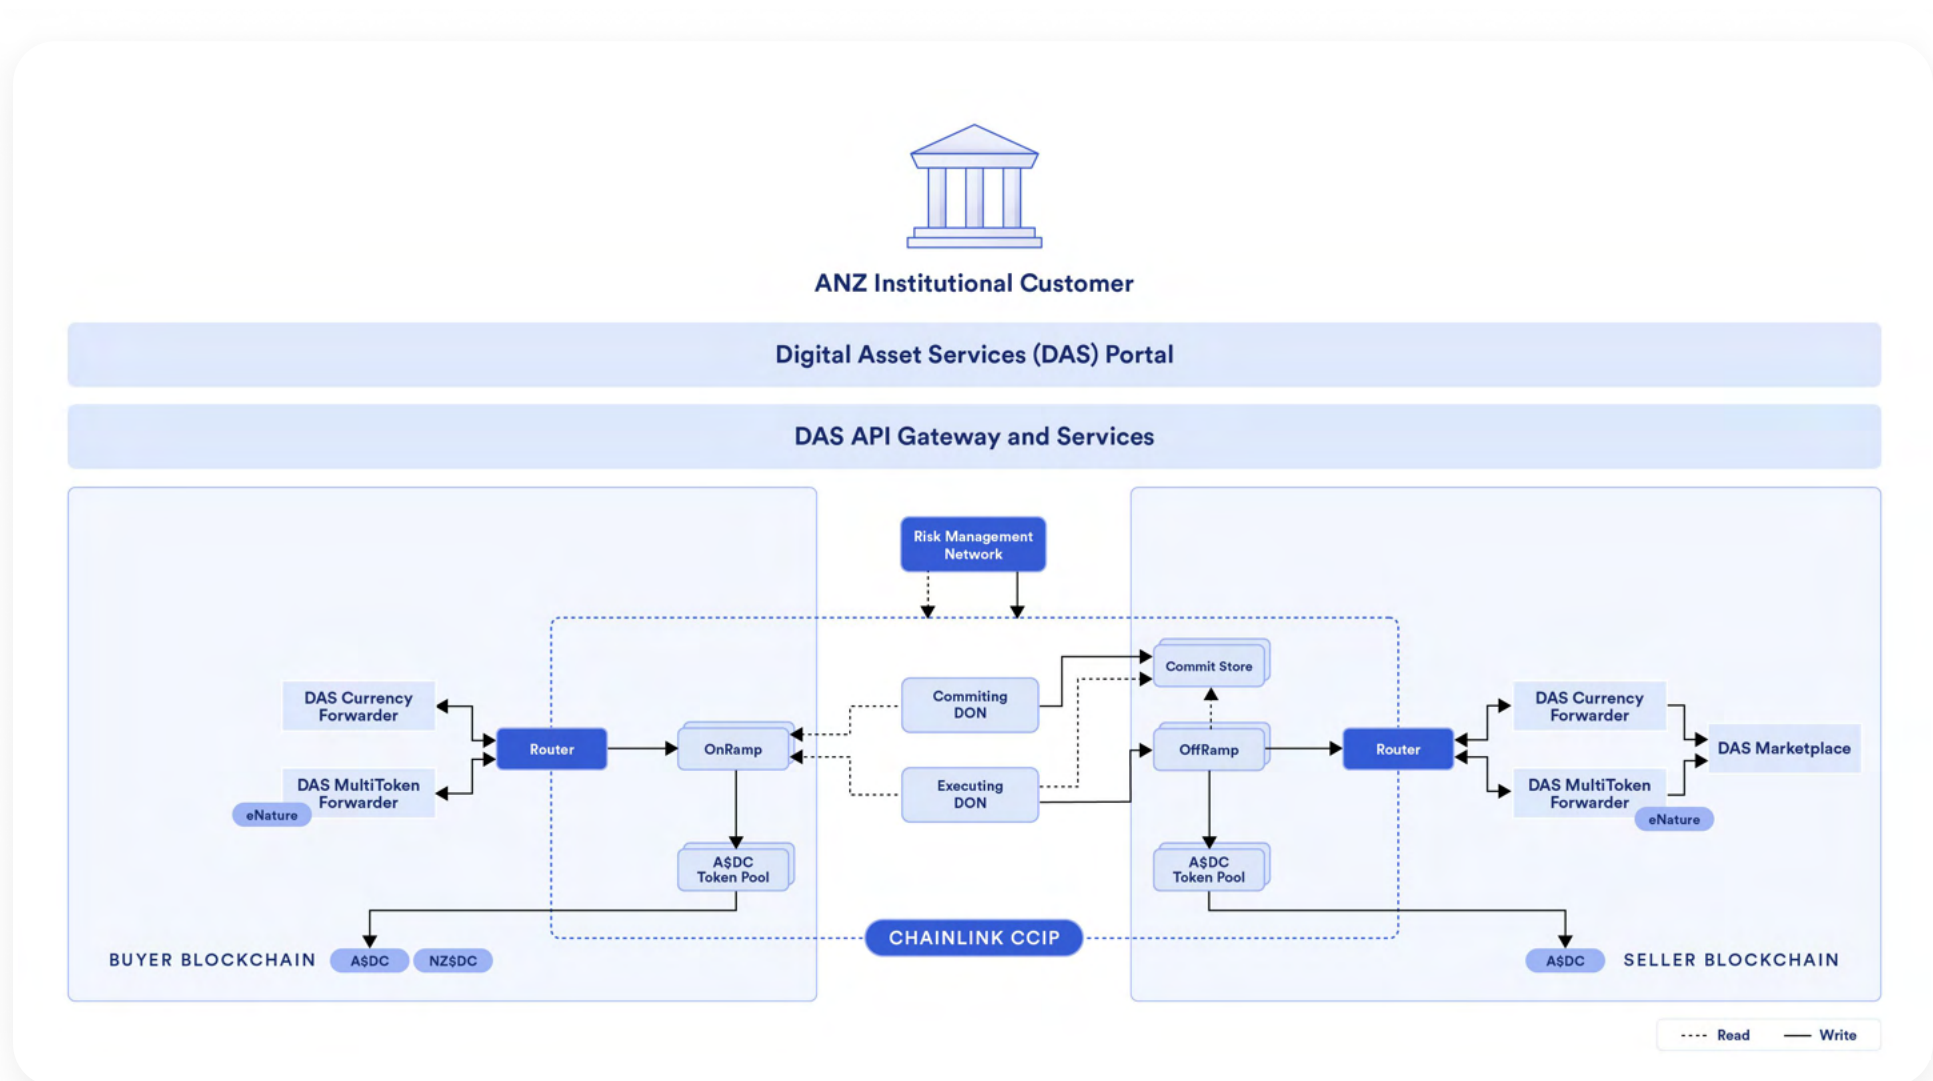 ANZ Institutional Customer
Digital Asset Services (DAS) Portal
DAS API Gateway and Services
Risk Management
Network
DAS Currency
Forwarder
DAS MultiToken
Forwarder
eNature
Router
OnRamp
A$DC
Token Pool
Commiting
DON
Executing
DON
Commit Store
OffRamp
A$DC
Token Pool
Router
DAS Currency
Forwarder
DAS MultiToken
Forwarder
eNature
DAS Marketplace
CHAINLINK CCIP
BUYER BLOCKCHAIN
A$DC
NZ$DC
A$DC
SELLER BLOCKCHAIN
Read
Write